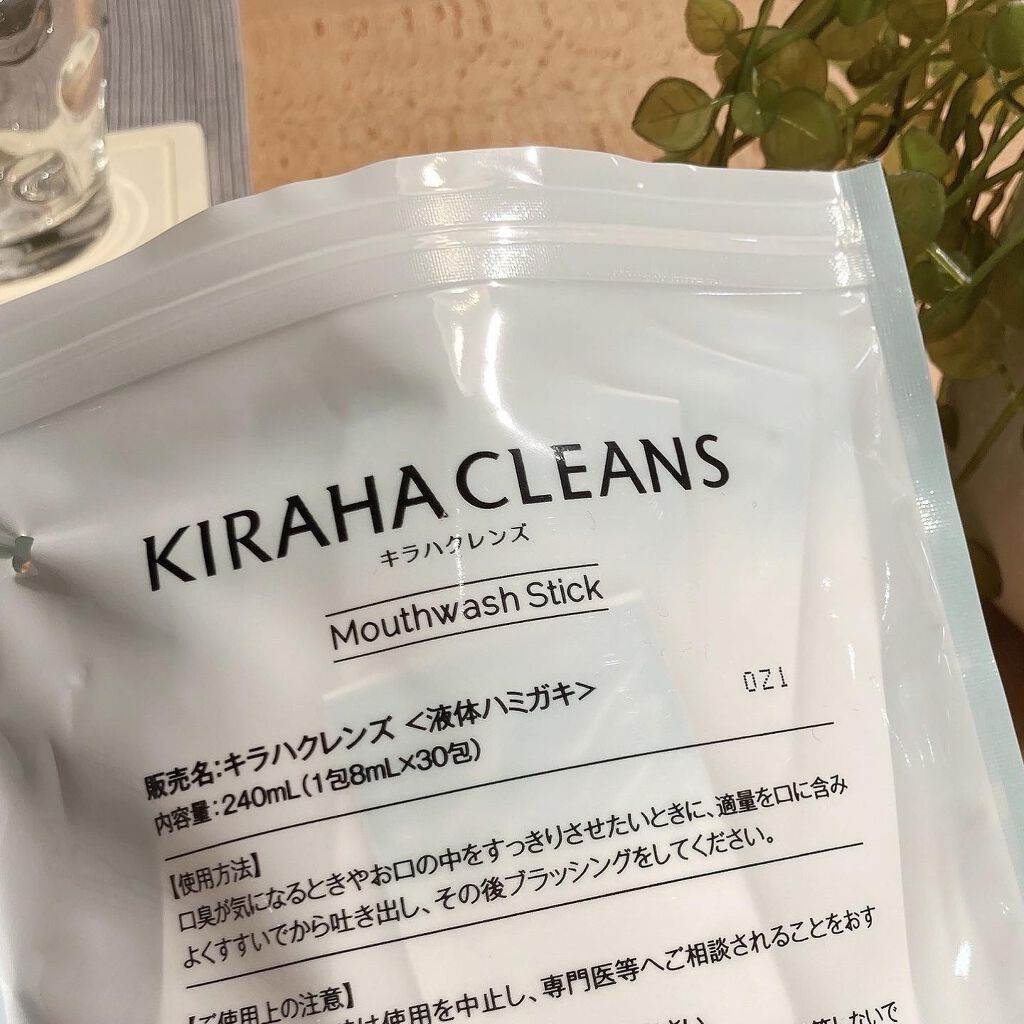 KIRAHA CLEANS
キラハクレンズ
Mouthwash Stick
OZ1
販売名:キラハクレンズ <液体ハミガキ>
内容量:240mL(1包8mL×30包)
【使用方法】
口臭が気になるときやお口の中をすっきりさせたいときに、適量を口に含み
よくすすいでから吐き出し、その後ブラッシングをしてください。
【ご使用上の注意】
は使用を中止し、専門医等へご相談されることをおす